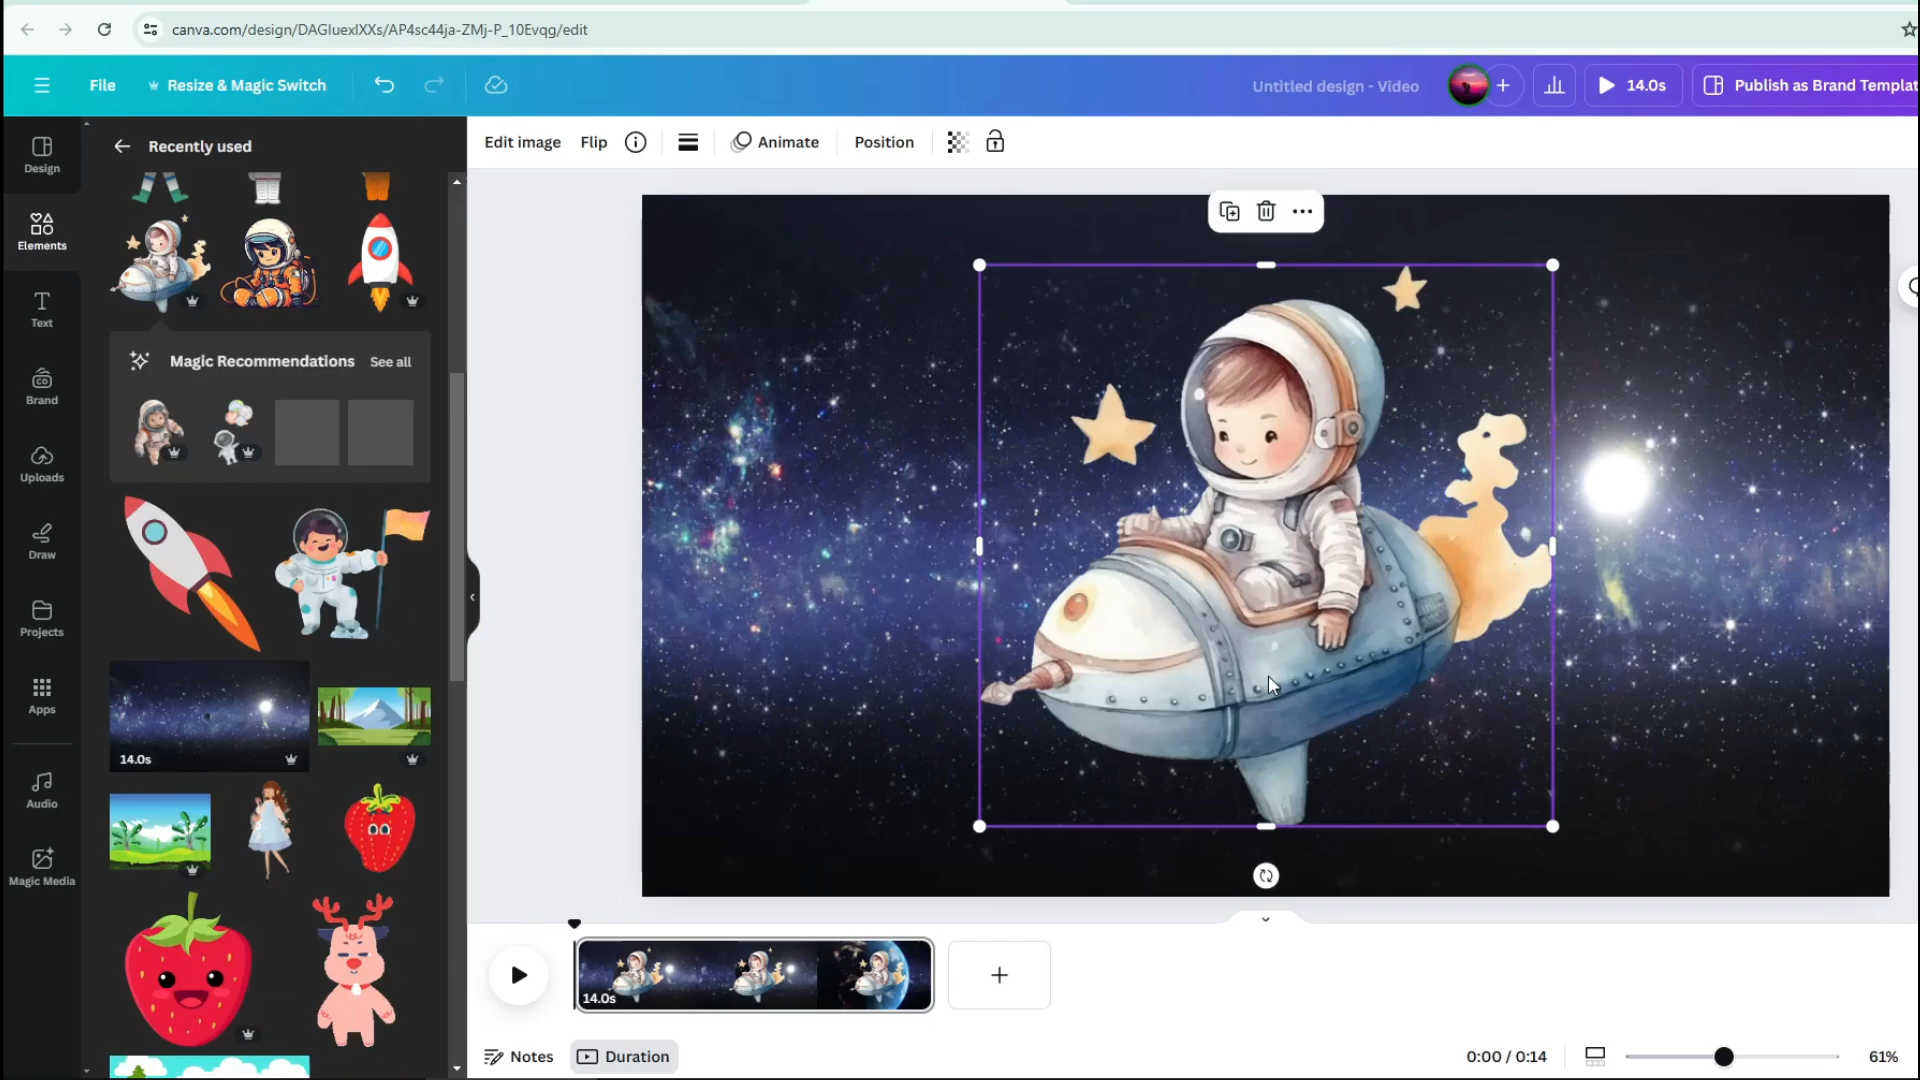 canva.com/design/DAGIuexIXXs/AP4sc44ja-ZMj-P_10Evqg/edit
File
Resize & Magic Switch
Untitled design - Video
14.0s
Publish as Brand Templat
Design
Elements
Text
Brand
Uploads
Draw
Projects
Apps
Audio
Magic Media
Recently used
Magic Recommendations
See all
14.0s
Edit image
Flip
Animate
Position
14.0s
Notes
Duration
0:00 / 0:14
61%